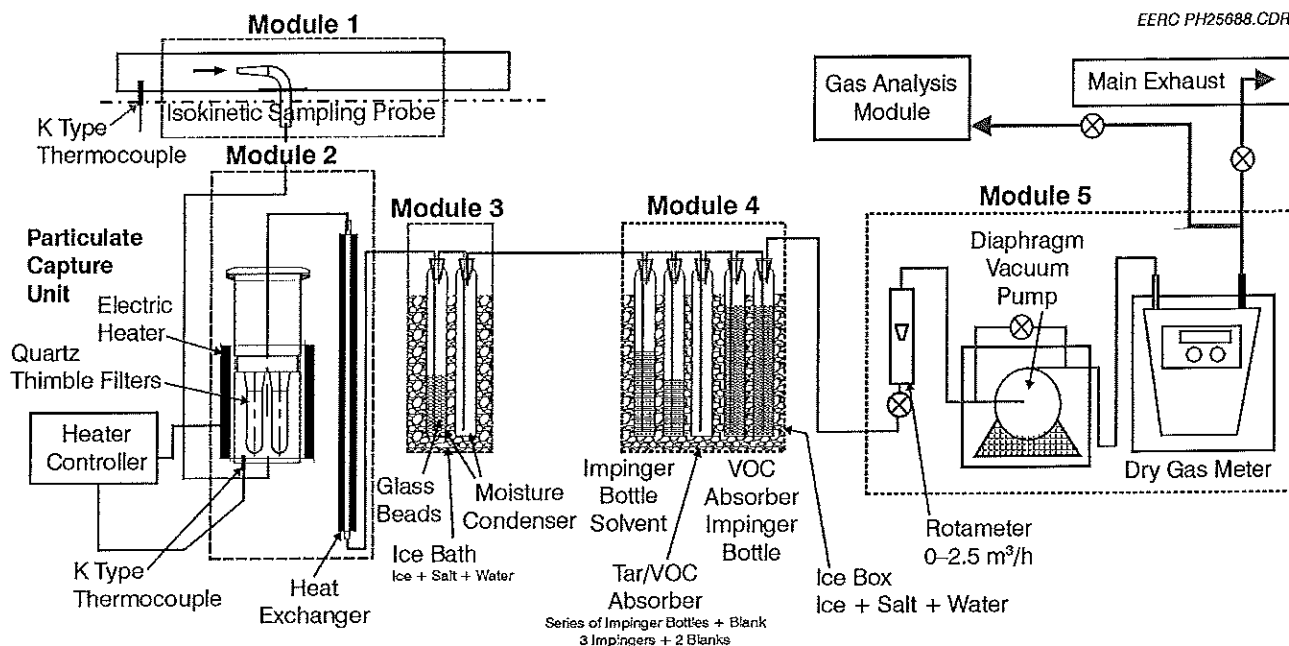 EERC PH25688.CDR
Module 1
Isokinetic Sampling Probe
K Type
Thermocouple
Module 2
Particulate
Capture
Unit
Electric
Heater
Quartz
Thimble Filters
Heater
Controller
K Type
Thermocouple
Heat
Exchanger
Module 3
Glass
Beads
Moisture
Condenser
Ice Bath
Ice + Salt + Water
Module 4
Impinger
Bottle
Solvent
VOC
Absorber
Impinger
Bottle
Tar/VOC
Absorber
Series of Impinger Bottles + Blank
3 Impingers + 2 Blanks
Ice Box
Ice + Salt + Water
Gas Analysis
Module
Main Exhaust
Module 5
Diaphragm
Vacuum
Pump
Dry Gas Meter
Rotameter
0–2.5 m³/h